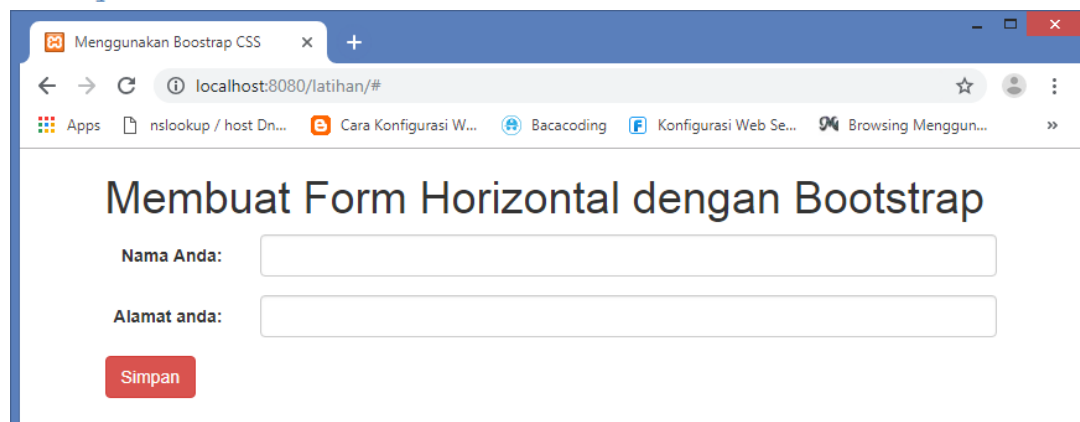 Menggunakan Boostrap CSS
localhost:8080/latihan/#
Apps nslookup / host Dn... Cara Konfigurasi W... Bacacoding Konfigurasi Web Se... Browsing Menggun...
Membuat Form Horizontal dengan Bootstrap
Nama Anda:
Alamat anda:
Simpan